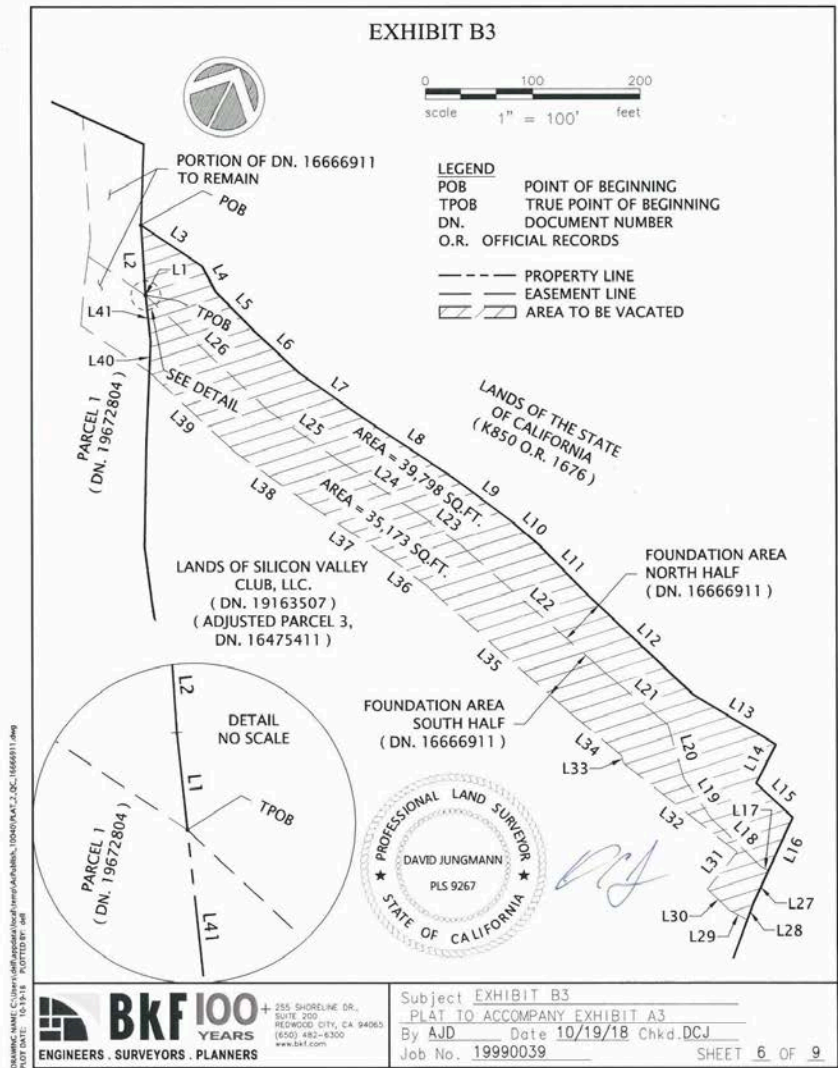 EXHIBIT B3
0 100 200
scale 1" = 100' feet
PORTION OF DN. 16666911
TO REMAIN
POB
LEGEND
POB POINT OF BEGINNING
TPOB TRUE POINT OF BEGINNING
DN. DOCUMENT NUMBER
O.R. OFFICIAL RECORDS
PROPERTY LINE
EASEMENT LINE
AREA TO BE VACATED
L3
L2
L1
L4
L41
TPOB
L5
L26
L6
L40
SEE DETAIL
L7
PARCEL 1
( DN. 19672804 )
L39
L25
L8
LANDS OF THE STATE
OF CALIFORNIA
( K850 O.R. 1676 )
AREA = 39,798 SQ.FT.
L24
L9
L38
AREA = 35,173 SQ.FT.
L23
L10
L37
L11
LANDS OF SILICON VALLEY
CLUB, LLC.
( DN. 19163507 )
( ADJUSTED PARCEL 3,
DN. 16475411 )
L36
L22
FOUNDATION AREA
NORTH HALF
( DN. 16666911 )
L12
L35
L21
L13
FOUNDATION AREA
SOUTH HALF
( DN. 16666911 )
L34
L33
L20
L14
L15
L19
L17
L32
L18
L16
L31
L27
L30
L28
L29
L2
DETAIL
NO SCALE
L1
TPOB
PARCEL 1
( DN. 19672804 )
L41
PROFESSIONAL LAND SURVEYOR
DAVID JUNGMANN
PLS 9267
STATE OF CALIFORNIA
BKF 100+
YEARS
ENGINEERS . SURVEYORS . PLANNERS
255 SHORELINE DR.,
SUITE 200
REDWOOD CITY, CA 94065
(650) 482-6300
www.bkf.com
Subject EXHIBIT B3
PLAT TO ACCOMPANY EXHIBIT A3
By AJD Date 10/19/18 Chkd. DCJ
Job No. 19990039 SHEET 6 OF 9
PLOT DATE: 10-19-18 PLOTTED BY: dell